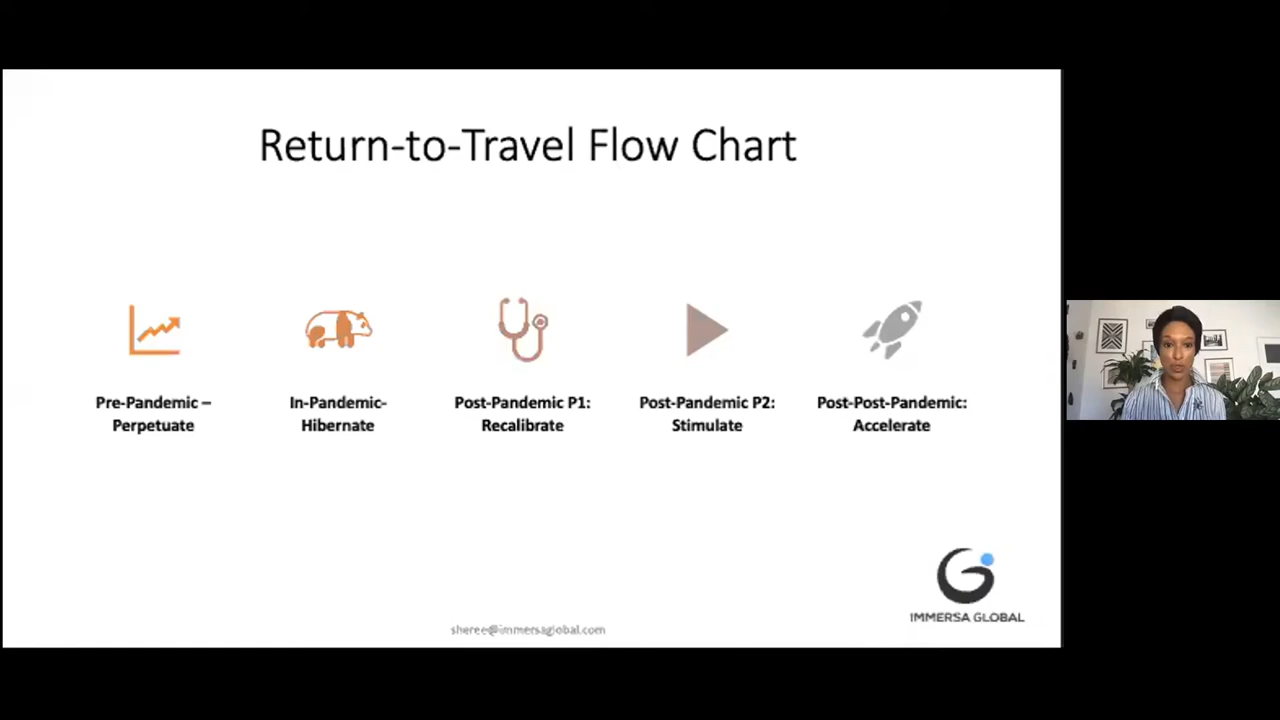 Return-to-Travel Flow Chart
Pre-Pandemic –
Perpetuate
In-Pandemic-
Hibernate
Post-Pandemic P1:
Recalibrate
Post-Pandemic P2:
Stimulate
Post-Post-Pandemic:
Accelerate
IMMERSA GLOBAL
sheree@immersaglobal.com